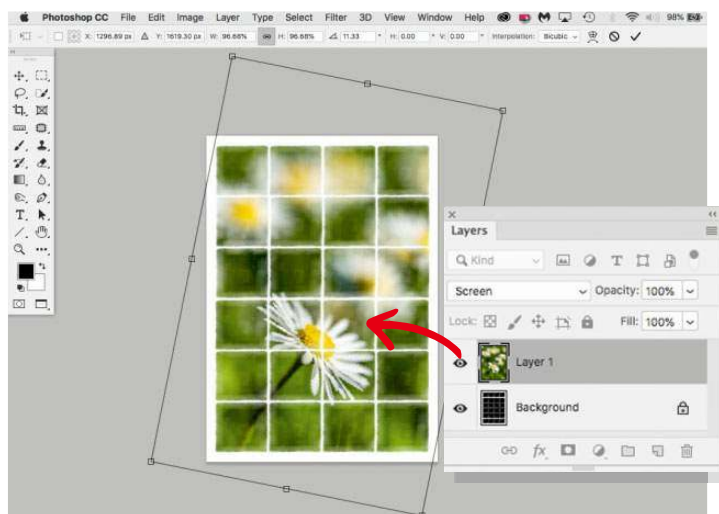 Photoshop CC File Edit Image Layer Type Select Filter 3D View Window Help 98%
X: 1296.89 px Y: 1619.30 px W: 96.68% H: 96.68% 11.33 H: 0.00 V: 0.00 Interpolation: Bicubic
Layers
Kind
Screen Opacity: 100%
Lock: Fill: 100%
Layer 1
Background
fx